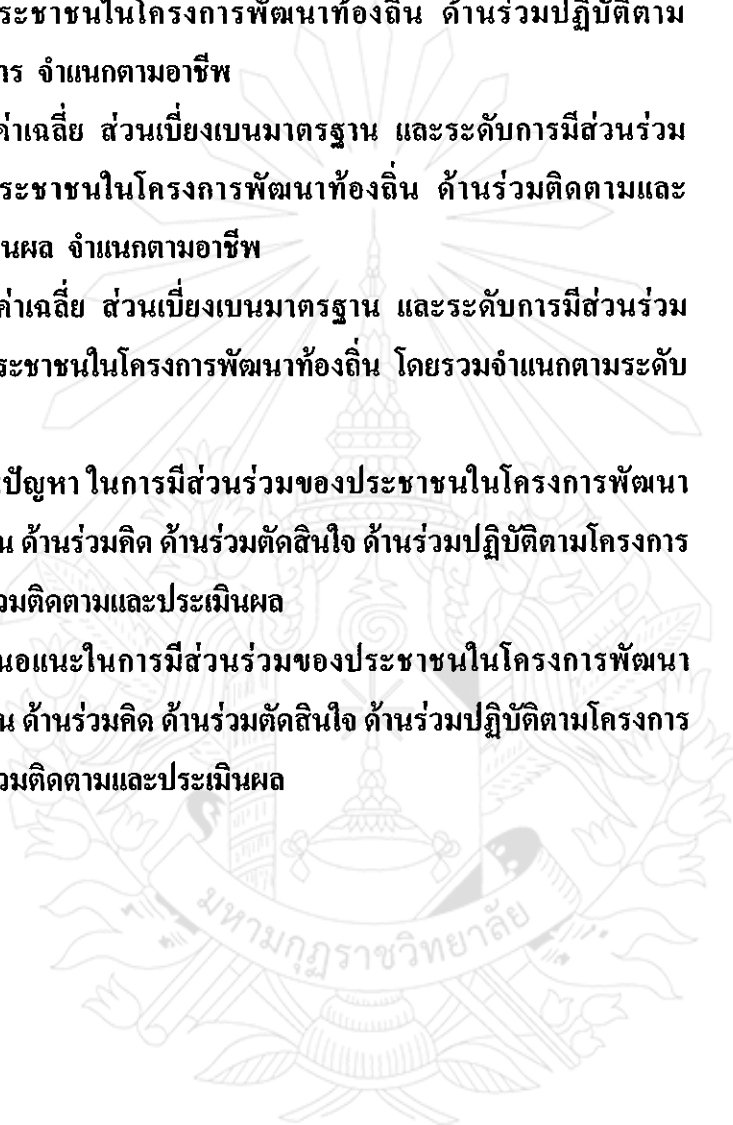 ระชาชนในโครงการพัฒนาท้องถิ่น ด้านร่วมปฏิบัติตาม
าร จำแนกตามอาชีพ
ค่าเฉลี่ย ส่วนเบี่ยงเบนมาตรฐาน และระดับการมีส่วนร่วม
ระชาชนในโครงการพัฒนาท้องถิ่น ด้านร่วมติดตามและ
นผล จำแนกตามอาชีพ
ค่าเฉลี่ย ส่วนเบี่ยงเบนมาตรฐาน และระดับการมีส่วนร่วม
ระชาชนในโครงการพัฒนาท้องถิ่น โดยรวมจำแนกตามระดับ
ปัญหา ในการมีส่วนร่วมของประชาชนในโครงการพัฒนา
น ด้านร่วมคิด ด้านร่วมตัดสินใจ ด้านร่วมปฏิบัติตามโครงการ
วมติดตามและประเมินผล
นอแนะในการมีส่วนร่วมของประชาชนในโครงการพัฒนา
น ด้านร่วมคิด ด้านร่วมตัดสินใจ ด้านร่วมปฏิบัติตามโครงการ
วมติดตามและประเมินผล
มหามกุฏราชวิทยาลัย